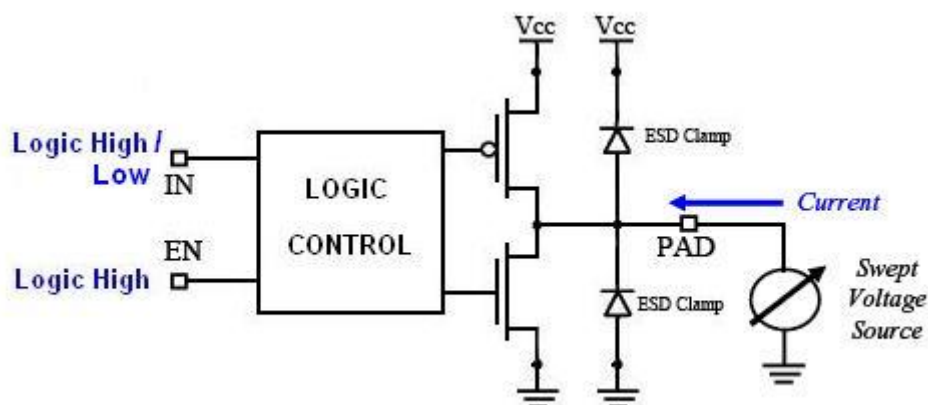 Vcc Vcc
Logic High /
Low
IN
LOGIC
CONTROL
EN
Logic High
ESD Clamp
Current
PAD
ESD Clamp
Swept
Voltage
Source